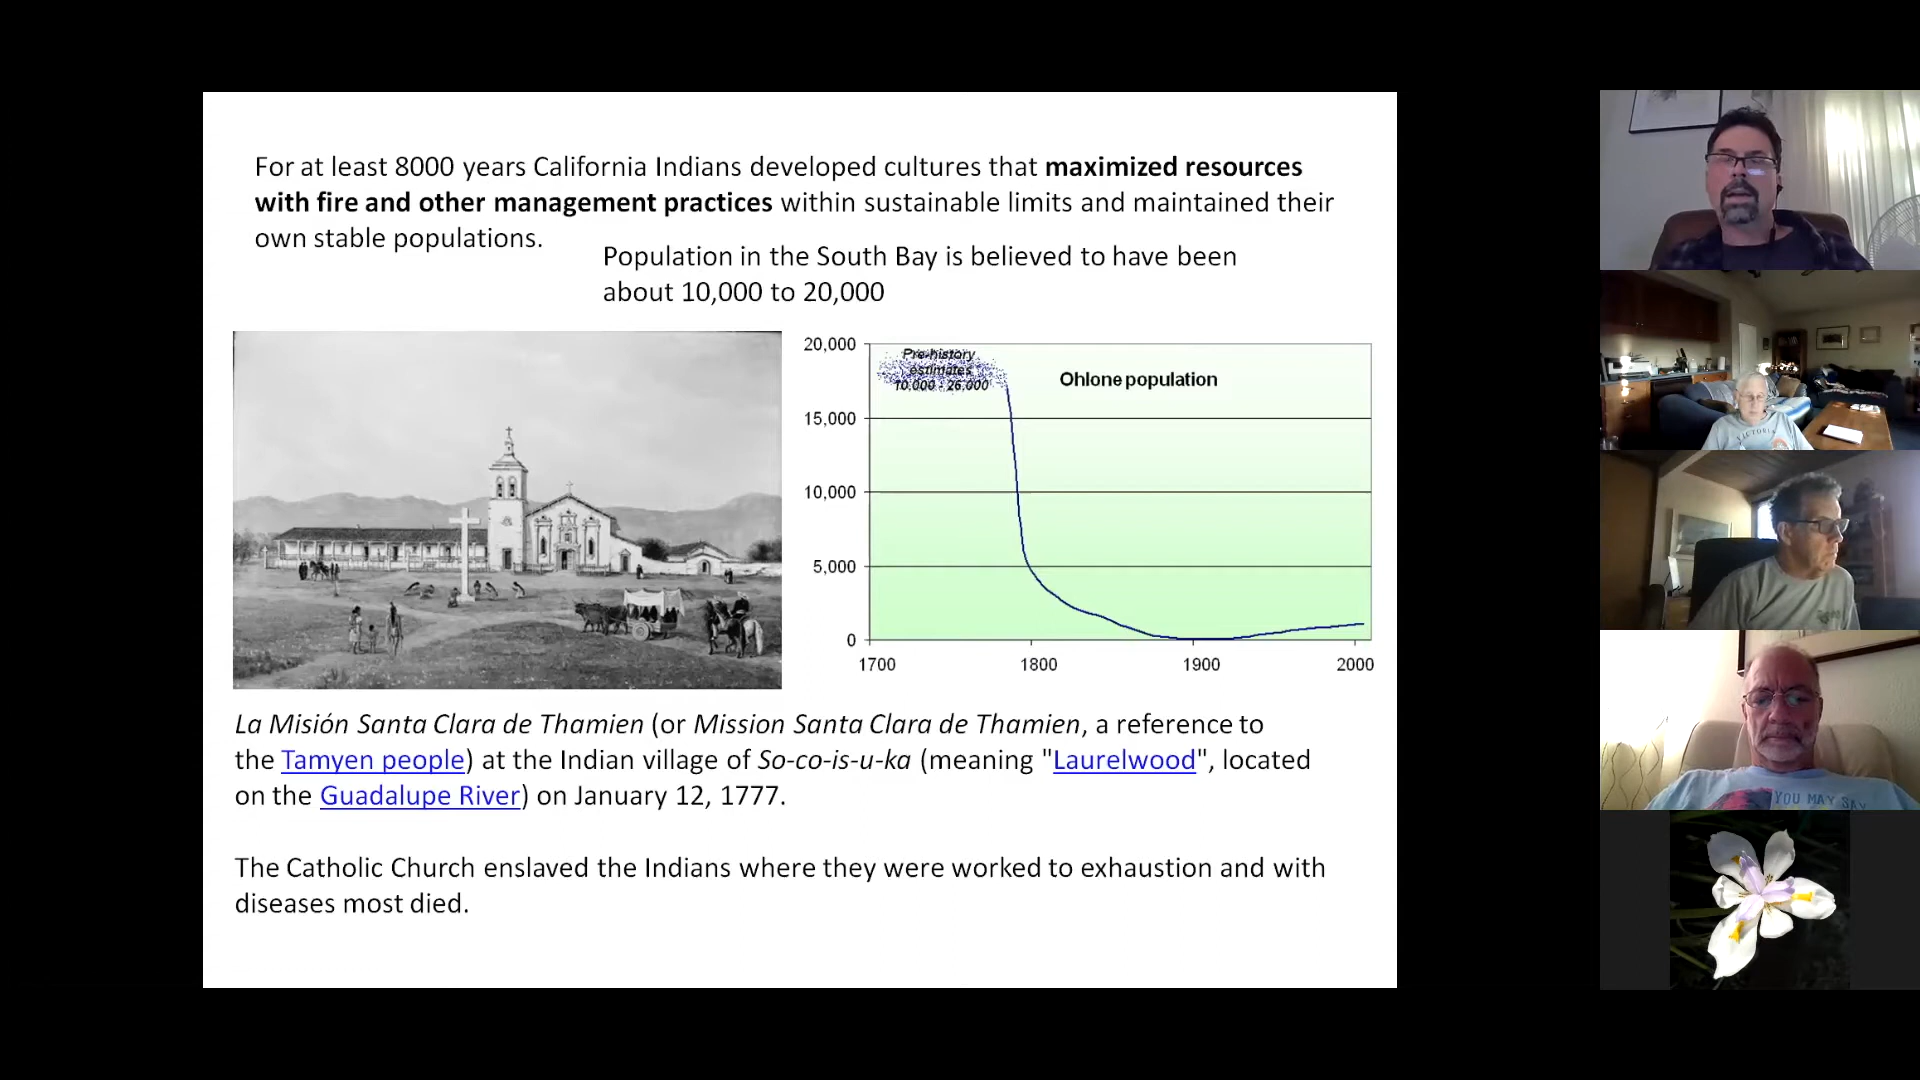 For at least 8000 years California Indians developed cultures that maximized resources
with fire and other management practices within sustainable limits and maintained their
own stable populations.
Population in the South Bay is believed to have been
about 10,000 to 20,000
20,000
15,000
10,000
5,000
0
Pre-history
estimates
10,000 - 26,000
Ohlone population
1700 1800 1900 2000
La Misión Santa Clara de Thamien (or Mission Santa Clara de Thamien, a reference to
the Tamyen people) at the Indian village of So-co-is-u-ka (meaning "Laurelwood", located
on the Guadalupe River) on January 12, 1777.
The Catholic Church enslaved the Indians where they were worked to exhaustion and with
diseases most died.
VICTORIA
YOU MAY SAY